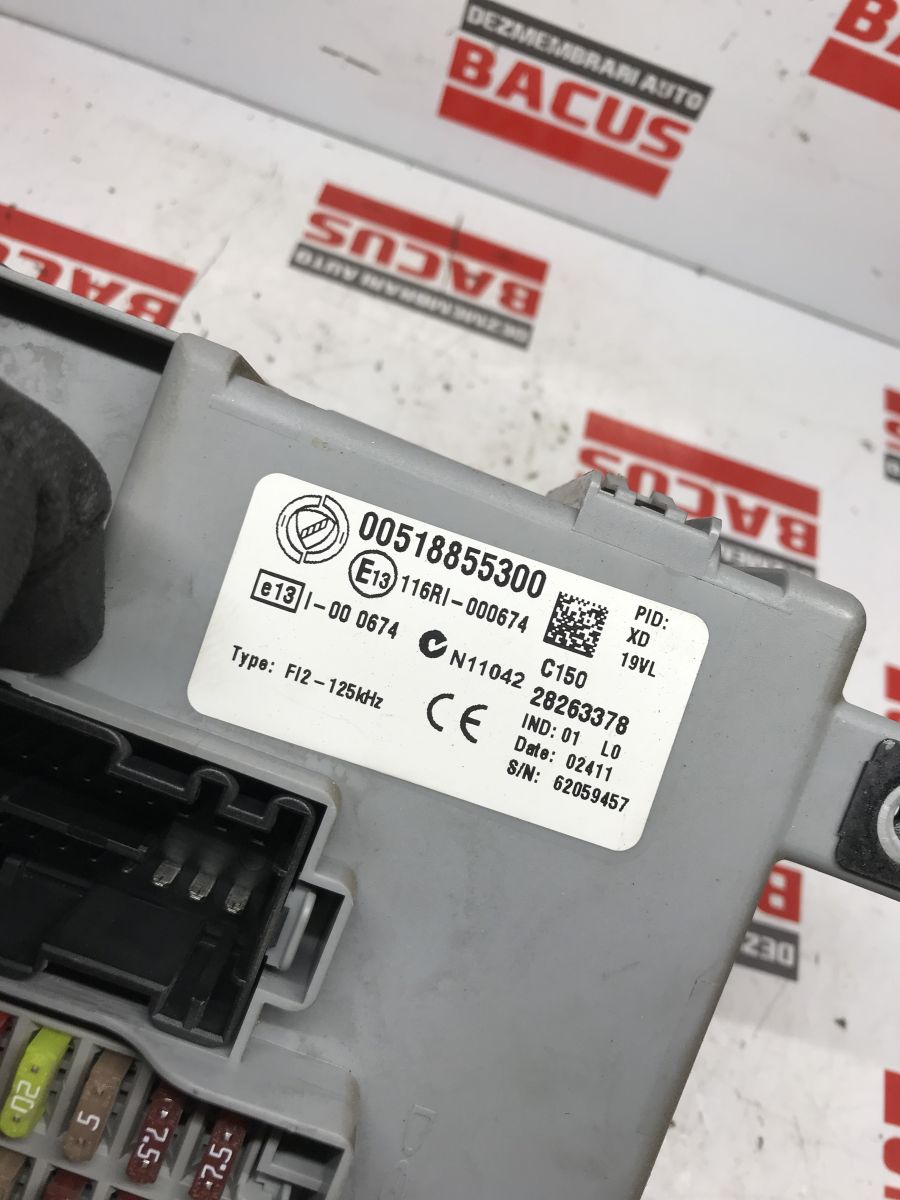 DEZMEMBRARI AUTO
BACUS
BACUS
DEZMEMBRARI AUTO
BACUS
00518855300
E13 116RI-000674
e13 I-00 0674
N11042
Type: FI2-125kHz
CE
PID:
XD
19VL
C150
28263378
IND: 01 L0
Date: 02411
S/N: 62059457
20
5
7.5
7.5